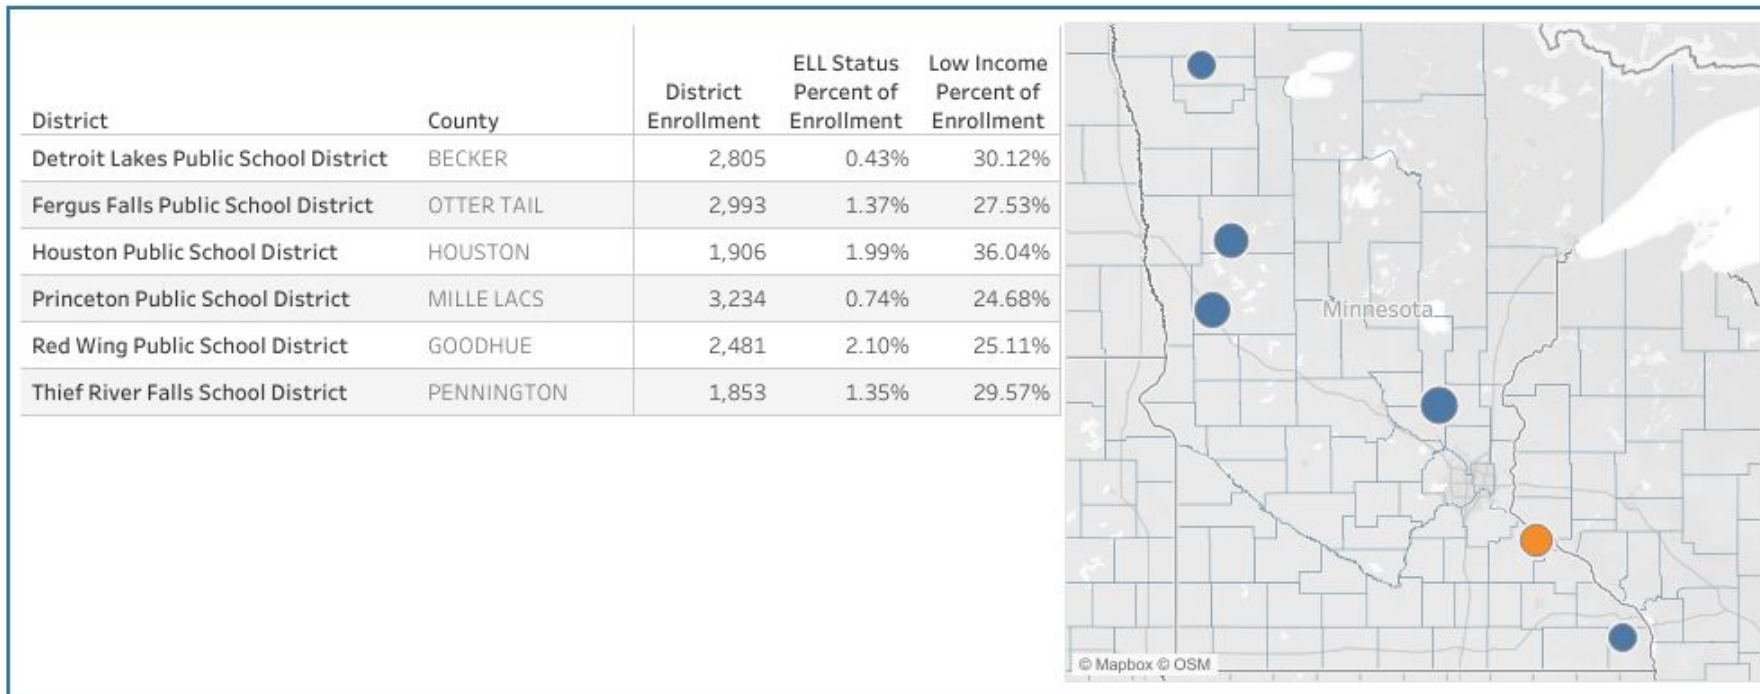 District County District Enrollment ELL Status Percent of Enrollment Low Income Percent of Enrollment
Detroit Lakes Public School District BECKER 2,805 0.43% 30.12%
Fergus Falls Public School District OTTER TAIL 2,993 1.37% 27.53%
Houston Public School District HOUSTON 1,906 1.99% 36.04%
Princeton Public School District MILLE LACS 3,234 0.74% 24.68%
Red Wing Public School District GOODHUE 2,481 2.10% 25.11%
Thief River Falls School District PENNINGTON 1,853 1.35% 29.57%
Minnesota
© Mapbox © OSM